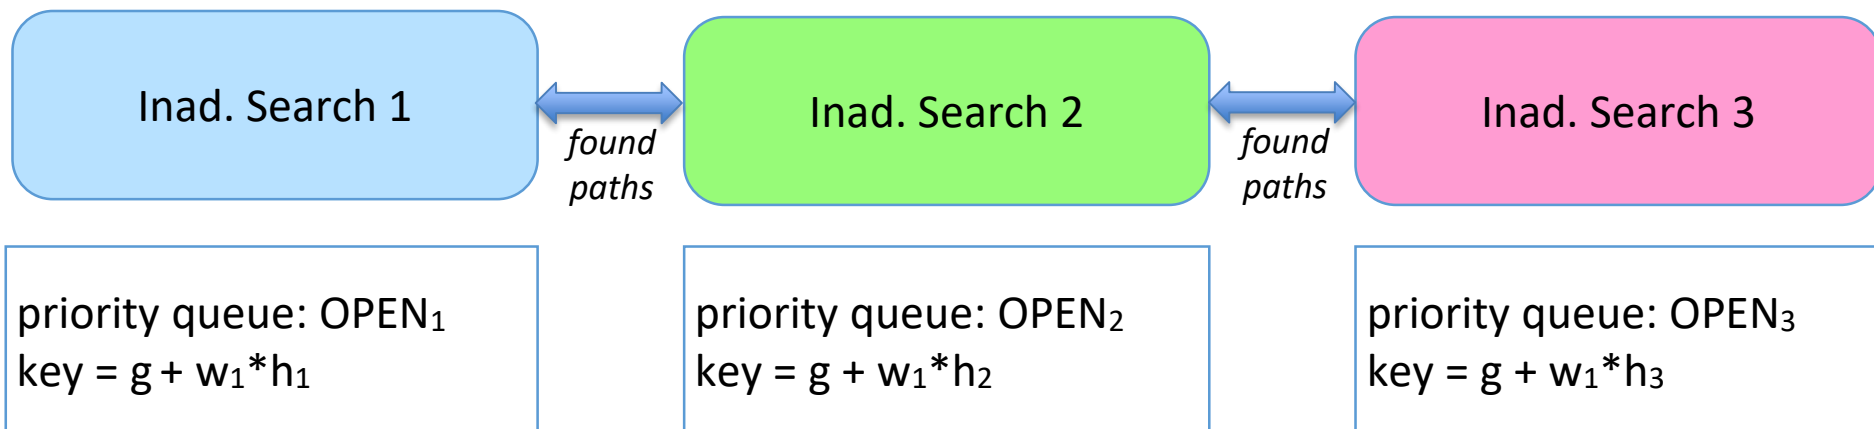 Inad. Search 1
found
paths
Inad. Search 2
found
paths
Inad. Search 3
priority queue: OPEN₁
key = g + w₁*h₁
priority queue: OPEN₂
key = g + w₁*h₂
priority queue: OPEN₃
key = g + w₁*h₃